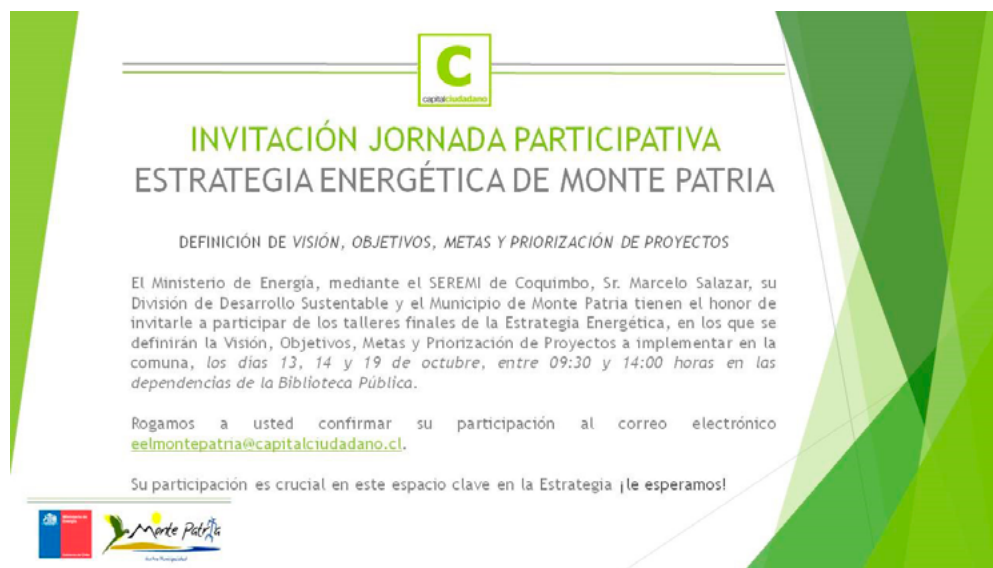 C
capitalciudadano
INVITACIÓN JORNADA PARTICIPATIVA
ESTRATEGIA ENERGÉTICA DE MONTE PATRIA
DEFINICIÓN DE VISIÓN, OBJETIVOS, METAS Y PRIORIZACIÓN DE PROYECTOS
El Ministerio de Energía, mediante el SEREMI de Coquimbo, Sr. Marcelo Salazar, su
División de Desarrollo Sustentable y el Municipio de Monte Patria tienen el honor de
invitarle a participar de los talleres finales de la Estrategia Energética, en los que se
definirán la Visión, Objetivos, Metas y Priorización de Proyectos a implementar en la
comuna, los días 13, 14 y 19 de octubre, entre 09:30 y 14:00 horas en las
dependencias de la Biblioteca Pública.
Rogamos a usted confirmar su participación al correo electrónico
eelmontepatria@capitalciudadano.cl.
Su participación es crucial en este espacio clave en la Estrategia ¡le esperamos!
Ministerio de
Energía
Monte Patria